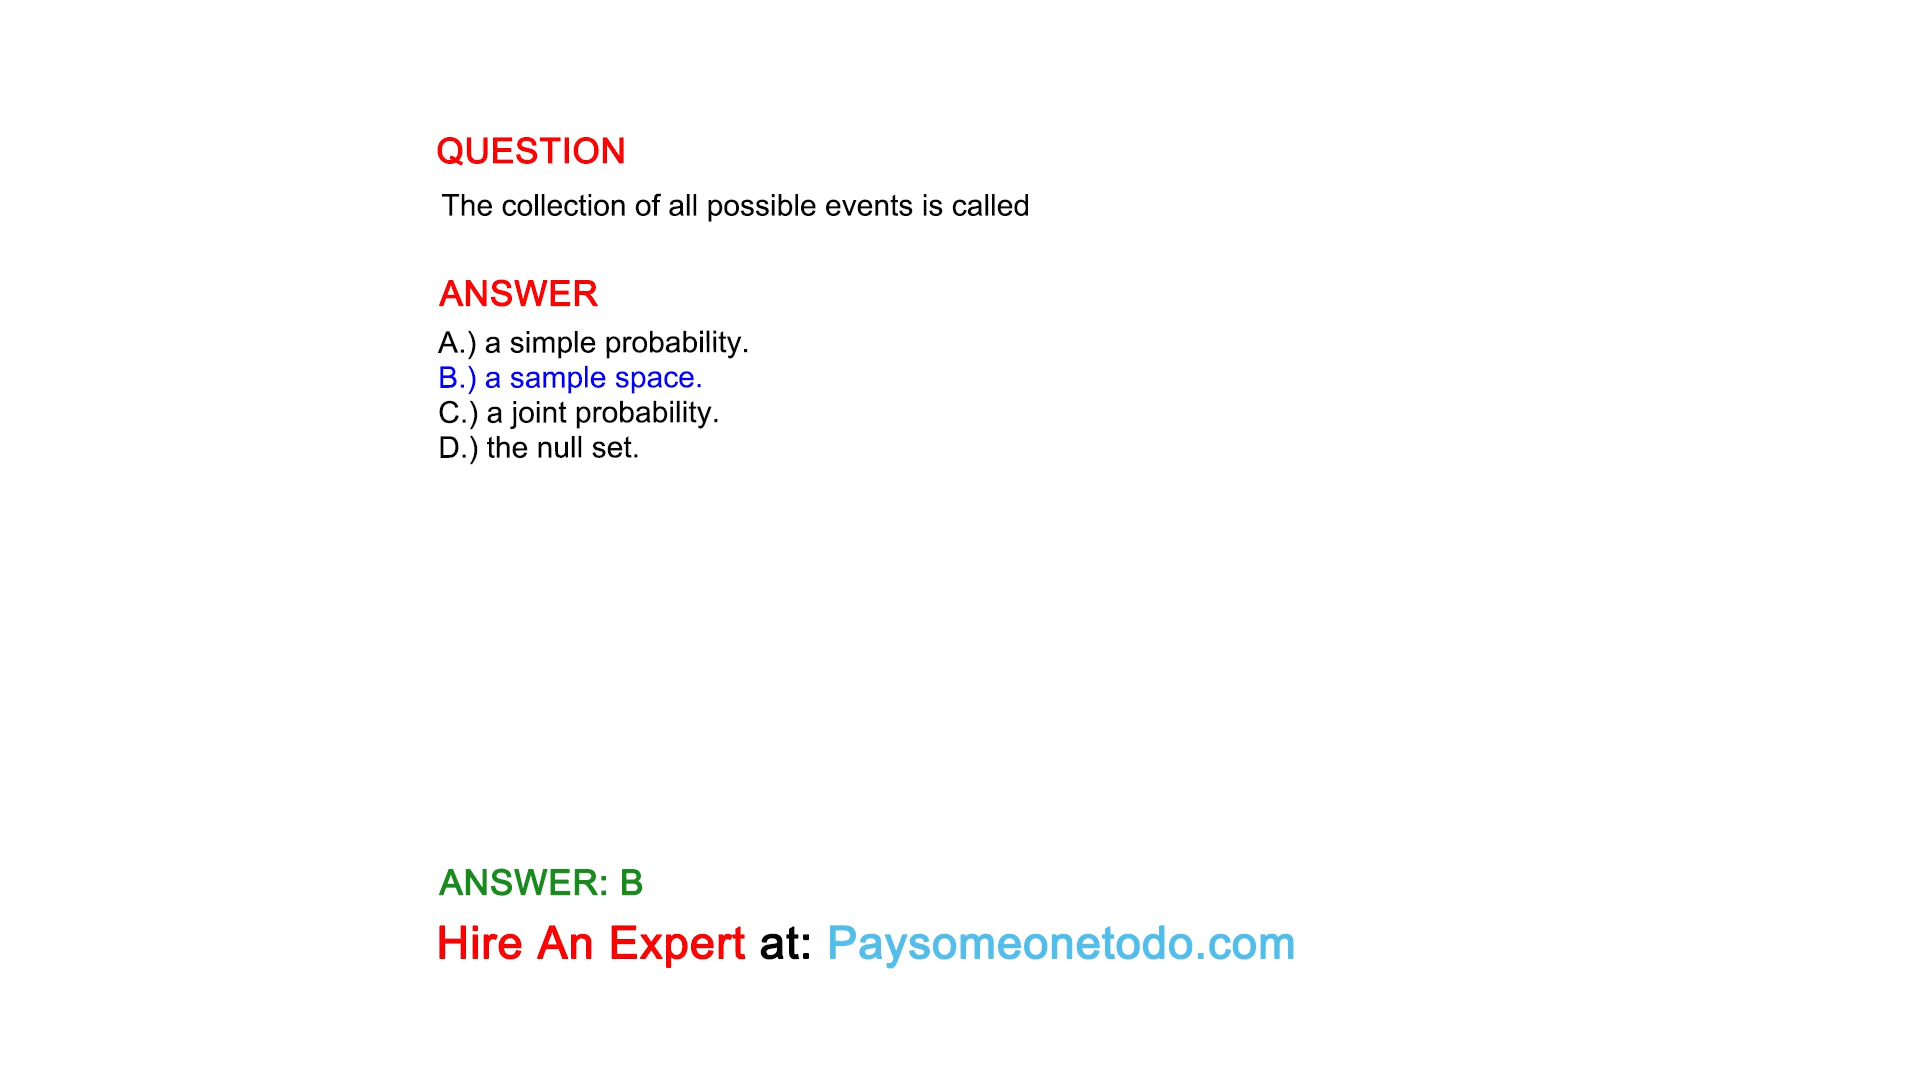 QUESTION
The collection of all possible events is called
ANSWER
A.) a simple probability.
B.) a sample space.
C.) a joint probability.
D.) the null set.
ANSWER: B
Hire An Expert at: Paysomeonetodo.com